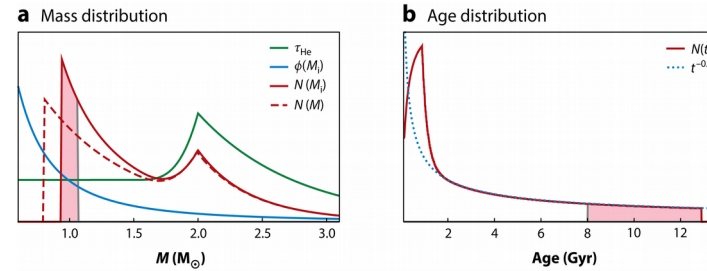 a Mass distribution
τHe
ϕ(Mi)
N(Mi)
N(M)
1.0 1.5 2.0 2.5 3.0
M (M⊙)
b Age distribution
N(t
t−0.
2 4 6 8 10 12
Age (Gyr)